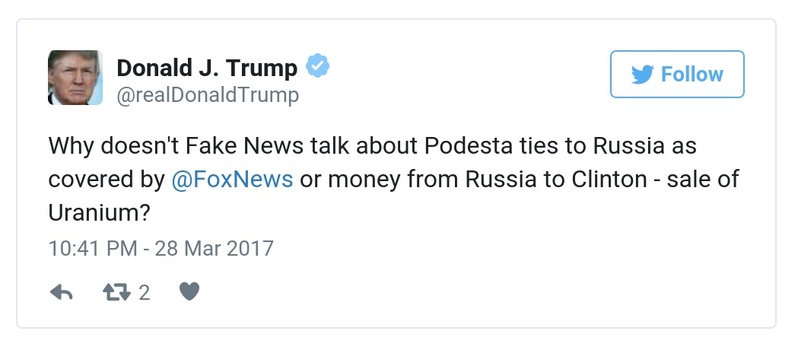 Donald J. Trump
@realDonaldTrump
Follow
Why doesn't Fake News talk about Podesta ties to Russia as
covered by @FoxNews or money from Russia to Clinton - sale of
Uranium?
10:41 PM - 28 Mar 2017
2